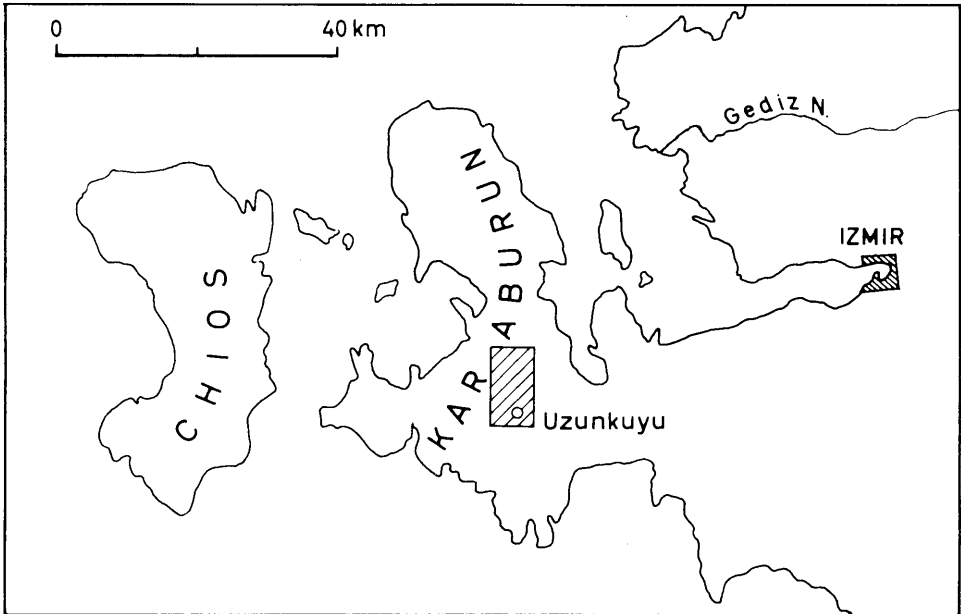 0 40 km
Gediz N.
KARABURUN
IZMIR
CHIOS
Uzunkuyu